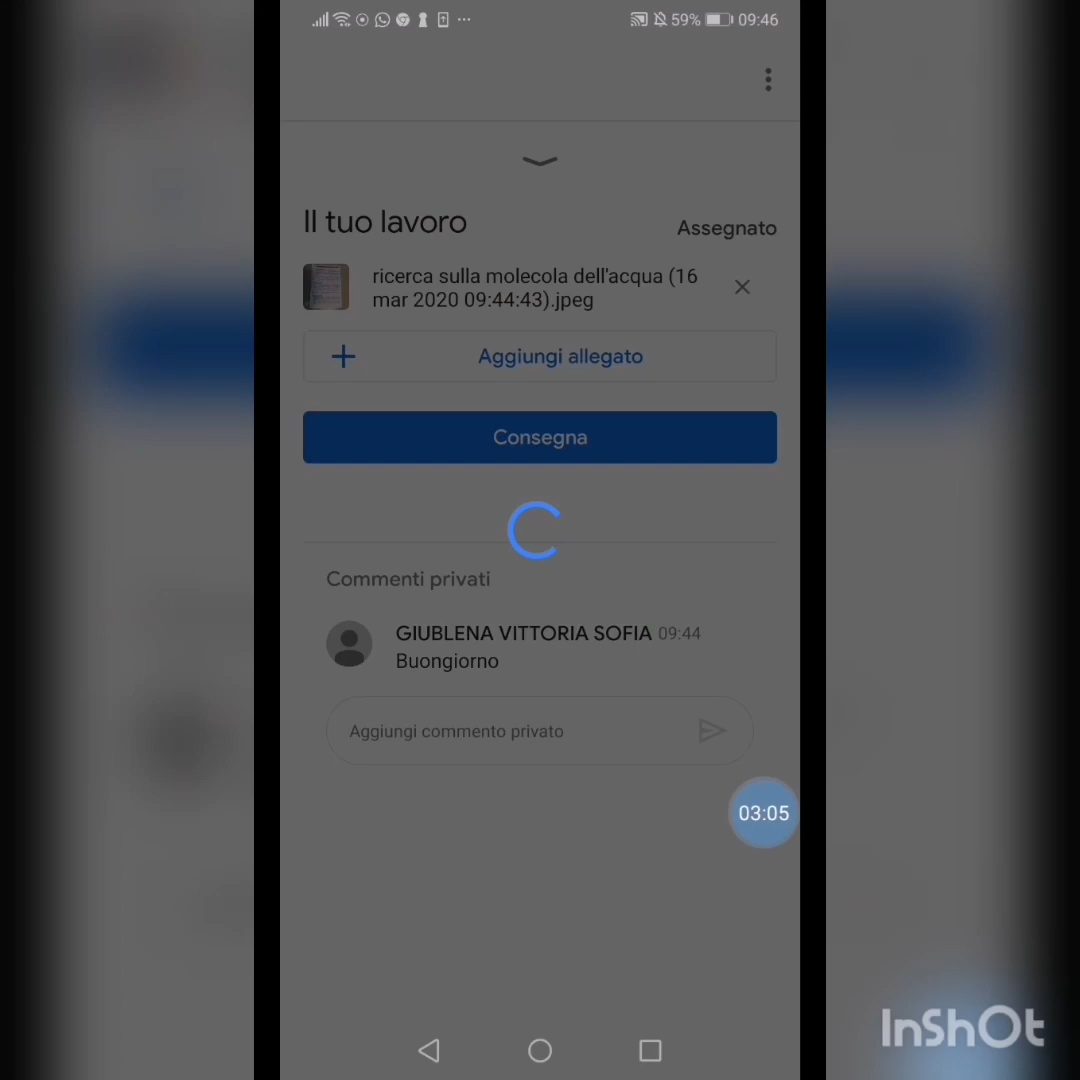 59% 09:46
Il tuo lavoro
Assegnato
ricerca sulla molecola dell'acqua (16
mar 2020 09:44:43).jpeg
Aggiungi allegato
Consegna
Commenti privati
GIUBLENA VITTORIA SOFIA 09:44
Buongiorno
Aggiungi commento privato
03:05
InShOt